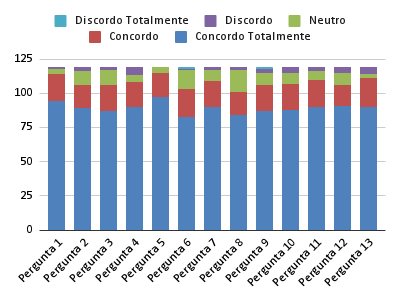 Discordo Totalmente Discordo Neutro
Concordo Concordo Totalmente
125
100
75
50
25
0
Pergunta 1 Pergunta 2 Pergunta 3 Pergunta 4 Pergunta 5 Pergunta 6 Pergunta 7 Pergunta 8 Pergunta 9 Pergunta 10 Pergunta 11 Pergunta 12 Pergunta 13